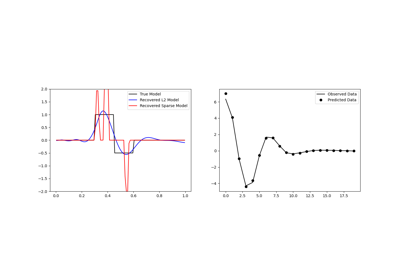 True Model
Recovered L2 Model
Recovered Sparse Model
2.0
1.5
1.0
0.5
0.0
−0.5
−1.0
−1.5
−2.0
0.0 0.2 0.4 0.6 0.8 1.0
Observed Data
Predicted Data
6
4
2
0
−2
−4
0.0 2.5 5.0 7.5 10.0 12.5 15.0 17.5